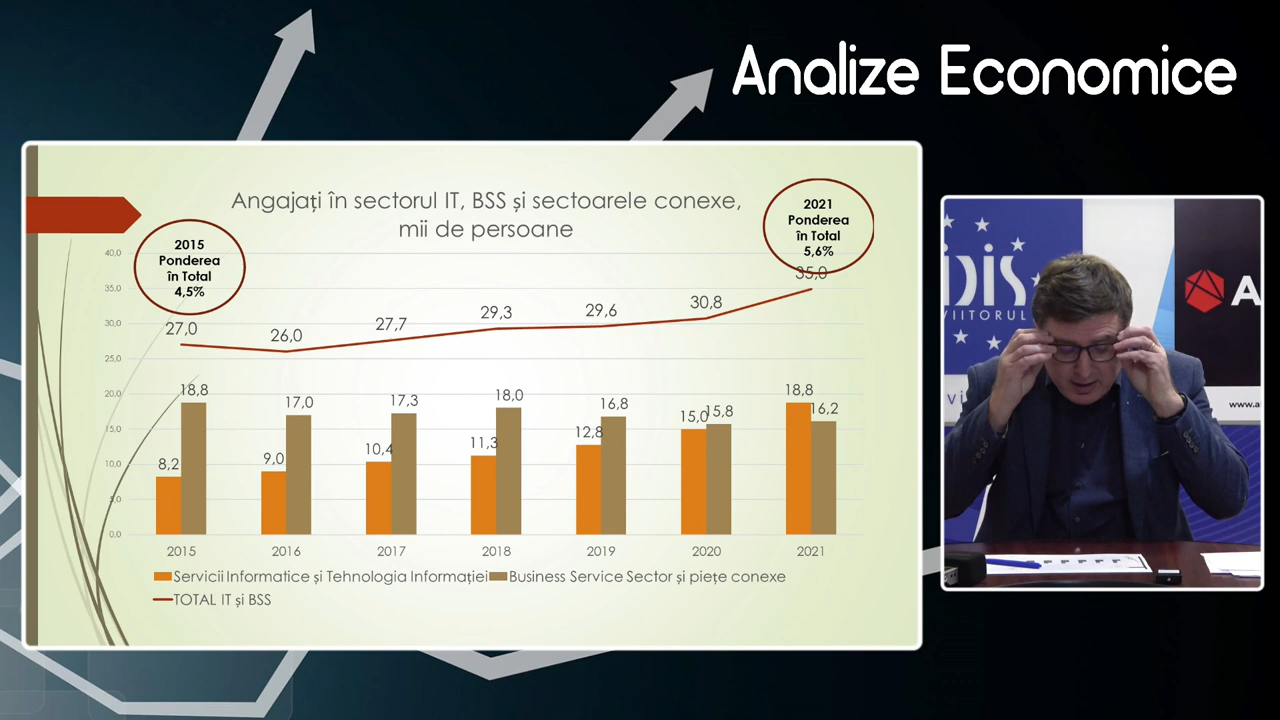 Analize Economice
Angajați în sectorul IT, BSS și sectoarele conexe,
mii de persoane
2015
Ponderea
în Total
4,5%
2021
Ponderea
în Total
5,6%
40,0
35,0
30,0
25,0
20,0
15,0
10,0
5,0
0,0
27,0 26,0 27,7 29,3 29,6 30,8 35,0
18,8 17,0 17,3 18,0 16,8 15,8 16,2
8,2 9,0 10,4 11,3 12,8 15,0 18,8
2015 2016 2017 2018 2019 2020 2021
Servicii Informatice și Tehnologia Informației Business Service Sector și piețe conexe
TOTAL IT și BSS
IDIS
VIITORUL
A